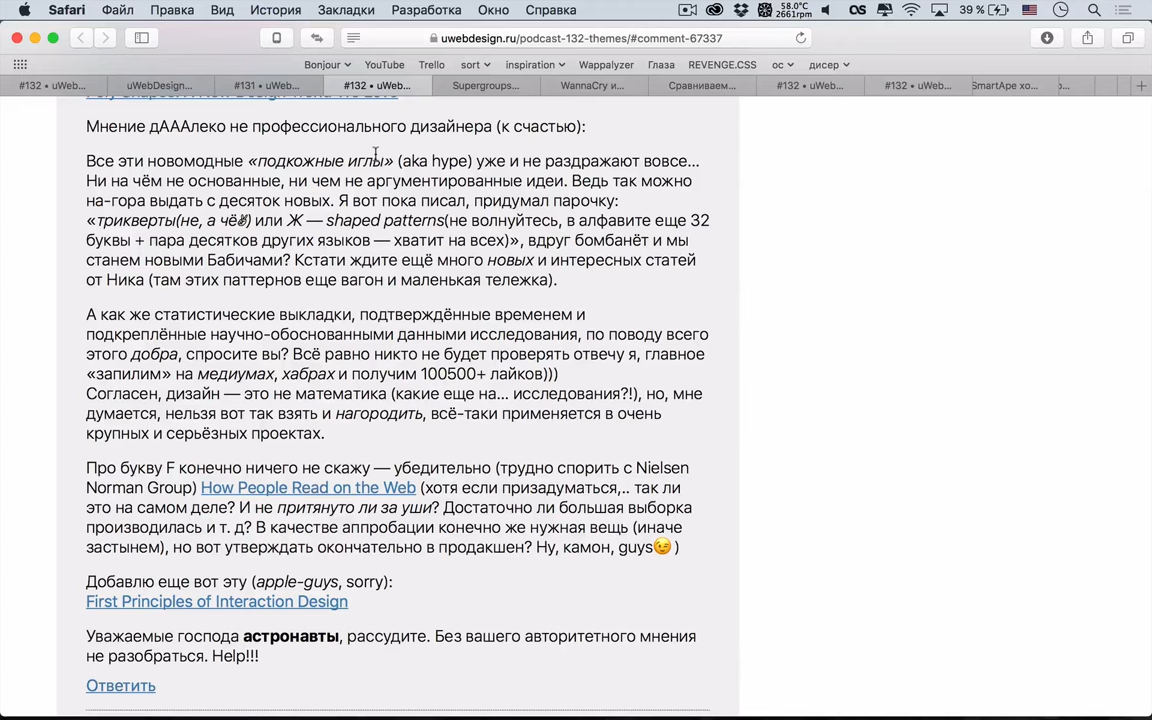 Safari Файл Правка Вид История Закладки Разработка Окно Справка 58.0°C 2661rpm 39 %
uwebdesign.ru/podcast-132-themes/#comment-67337
Bonjour YouTube Trello sort inspiration Wappalyzer Глаза REVENGE.CSS ос дисер
#132 • uWeb... uWebDesign... #131 • uWeb... #132 • uWeb... Supergroups... WannaCry и... Сравниваем... #132 • uWeb... #132 • uWeb... SmartApe хо...
Мнение дАААлеко не профессионального дизайнера (к счастью):
Все эти новомодные «подкожные иглы» (aka hype) уже и не раздражают вовсе...
Ни на чём не основанные, ни чем не аргументированные идеи. Ведь так можно
на-гора выдать с десяток новых. Я вот пока писал, придумал парочку:
«трикверты(не, а чё✌) или Ж — shaped patterns(не волнуйтесь, в алфавите еще 32
буквы + пара десятков других языков — хватит на всех)», вдруг бомбанёт и мы
станем новыми Бабичами? Кстати ждите ещё много новых и интересных статей
от Ника (там этих паттернов еще вагон и маленькая тележка).
А как же статистические выкладки, подтверждённые временем и
подкреплённые научно-обоснованными данными исследования, по поводу всего
этого добра, спросите вы? Всё равно никто не будет проверять отвечу я, главное
«запилим» на медиумах, хабрах и получим 100500+ лайков)))
Согласен, дизайн — это не математика (какие еще на... исследования?!), но, мне
думается, нельзя вот так взять и нагородить, всё-таки применяется в очень
крупных и серьёзных проектах.
Про букву F конечно ничего не скажу — убедительно (трудно спорить с Nielsen
Norman Group) How People Read on the Web (хотя если призадуматься,.. так ли
это на самом деле? И не притянуто ли за уши? Достаточно ли большая выборка
производилась и т. д? В качестве аппробации конечно же нужная вещь (иначе
застынем), но вот утверждать окончательно в продакшен? Ну, камон, guys😉 )
Добавлю еще вот эту (apple-guys, sorry):
First Principles of Interaction Design
Уважаемые господа астронавты, рассудите. Без вашего авторитетного мнения
не разобраться. Help!!!
Ответить